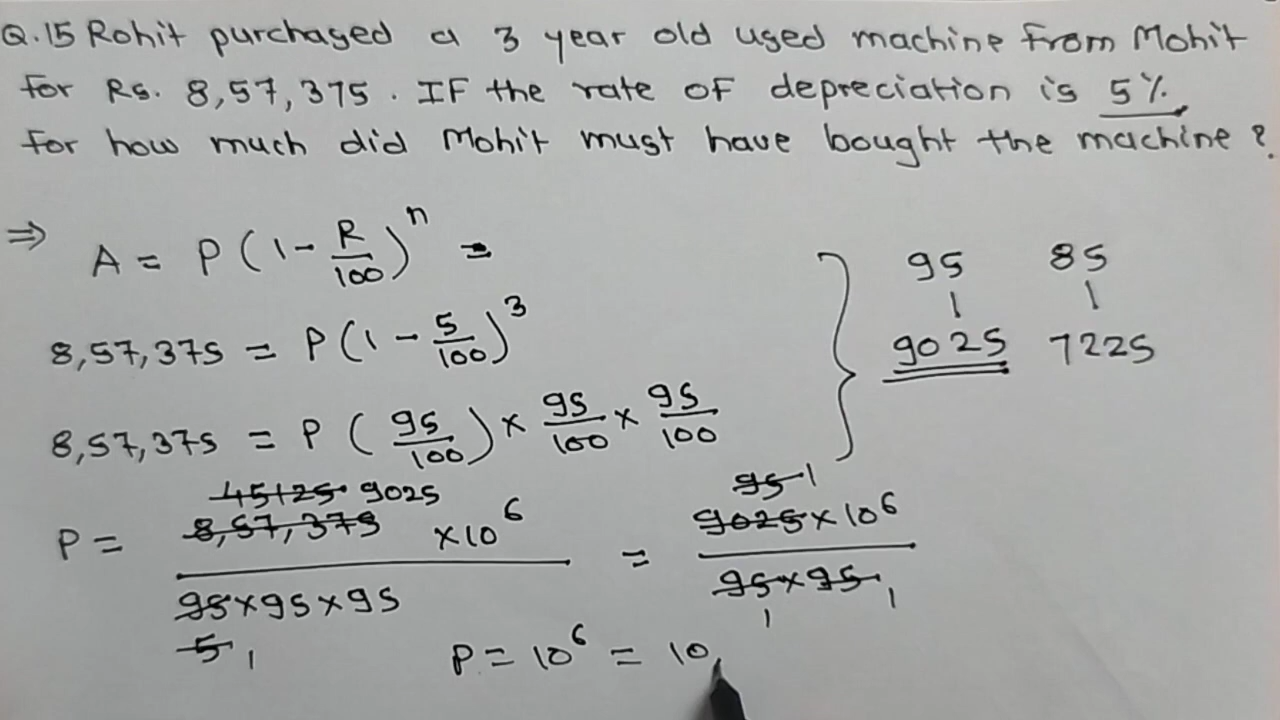 Q.15 Rohit purchased a 3 year old used machine from Mohit
for Rs. 8,57,375. IF the rate of depreciation is 5%.
For how much did Mohit must have bought the machine ?
⇒ A = P(1 - R/100)^n =
95 85
9025 7225
8,57,375 = P(1 - 5/100)^3
8,57,375 = P(95/100) × 95/100 × 95/100
45125 9025
P = 8,57,375 × 10^6 / 95×95×95 = 9025×10^6 / 95×95
95 1
5 1 1 1
P = 10^6 = 10,